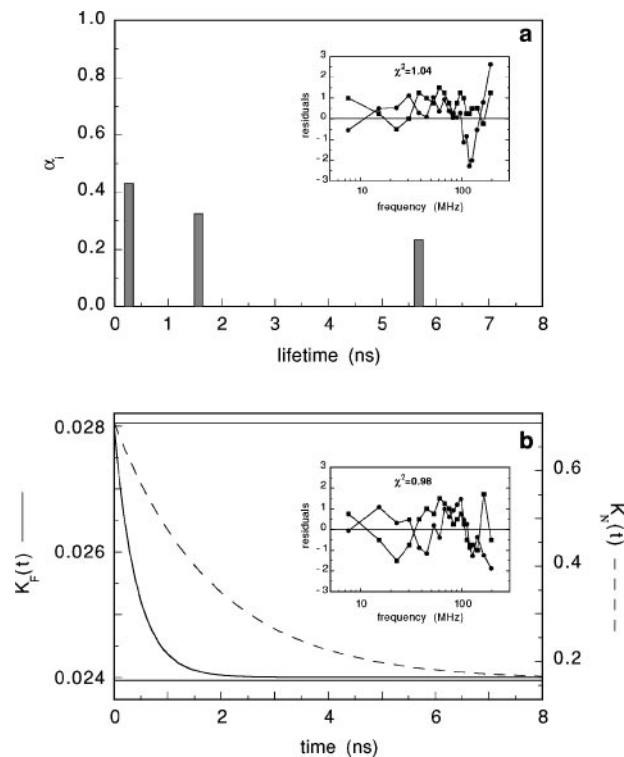 a
1.0
0.8
0.6
0.4
0.2
0.0
αi
0 1 2 3 4 5 6 7 8
lifetime (ns)
χ²=1.04
3
2
1
0
-1
-2
-3
residuals
10 100
frequency (MHz)
b
0.028
0.026
0.024
KF(t)
0.6
0.4
0.2
KN(t)
0 2 4 6 8
time (ns)
χ²=0.98
3
2
1
0
-1
-2
-3
residuals
10 100
frequency (MHz)